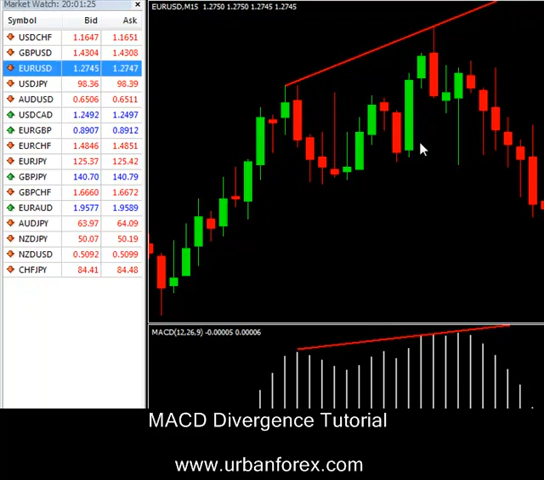 Market Watch: 20:01:25
Symbol Bid Ask
USDCHF 1.1647 1.1651
GBPUSD 1.4304 1.4308
EURUSD 1.2745 1.2747
USDJPY 98.36 98.39
AUDUSD 0.6506 0.6511
USDCAD 1.2492 1.2497
EURGBP 0.8907 0.8912
EURCHF 1.4846 1.4851
EURJPY 125.37 125.42
GBPJPY 140.70 140.79
GBPCHF 1.6660 1.6672
EURAUD 1.9577 1.9589
AUDJPY 63.97 64.09
NZDJPY 50.07 50.19
NZDUSD 0.5092 0.5099
CHFJPY 84.41 84.48
EURUSD,M15 1.2750 1.2750 1.2745 1.2745
MACD(12,26,9) -0.00005 0.00006
MACD Divergence Tutorial
www.urbanforex.com